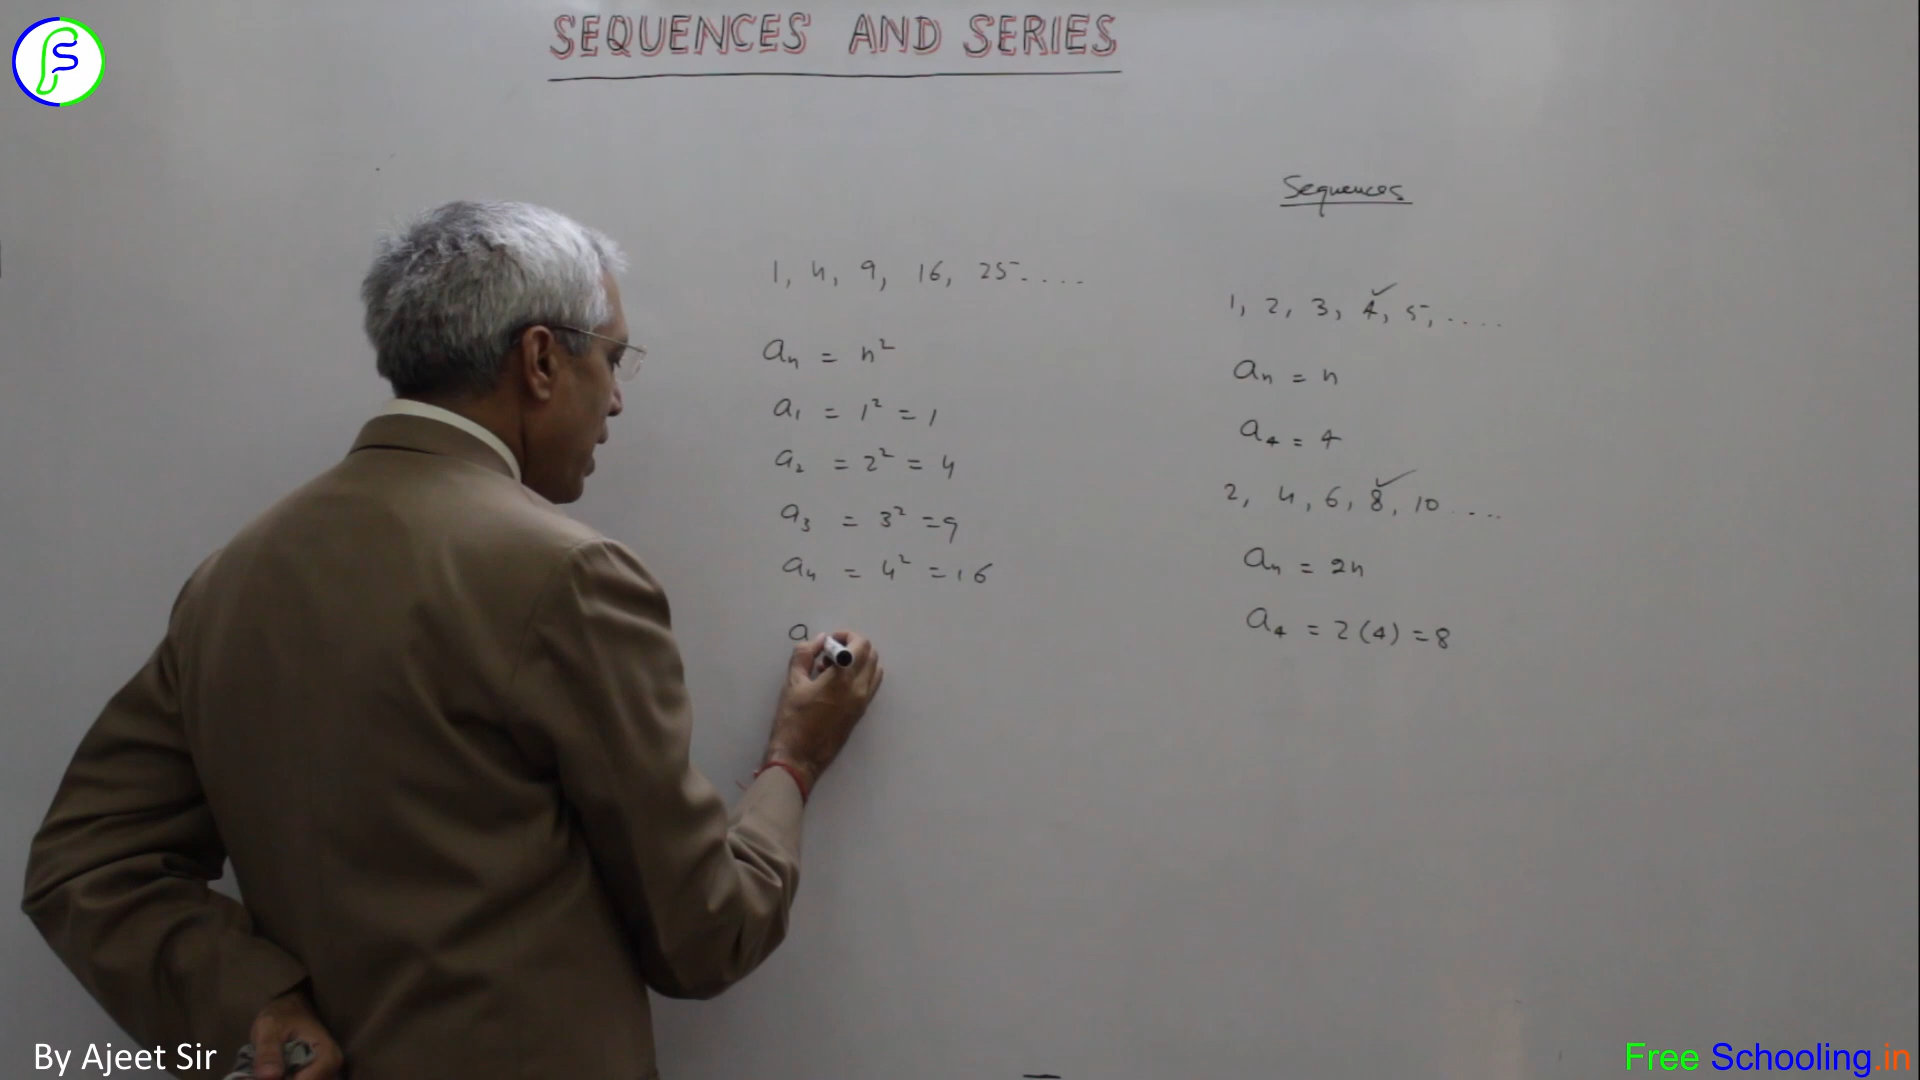 SEQUENCES AND SERIES
1, 4, 9, 16, 25....
aₙ = n²
a₁ = 1² = 1
a₂ = 2² = 4
a₃ = 3² = 9
a₄ = 4² = 16
a
Sequences
1, 2, 3, 4, 5, ....
aₙ = n
a₄ = 4
2, 4, 6, 8, 10 ....
aₙ = 2n
a₄ = 2(4) = 8
By Ajeet Sir
Free Schooling.in